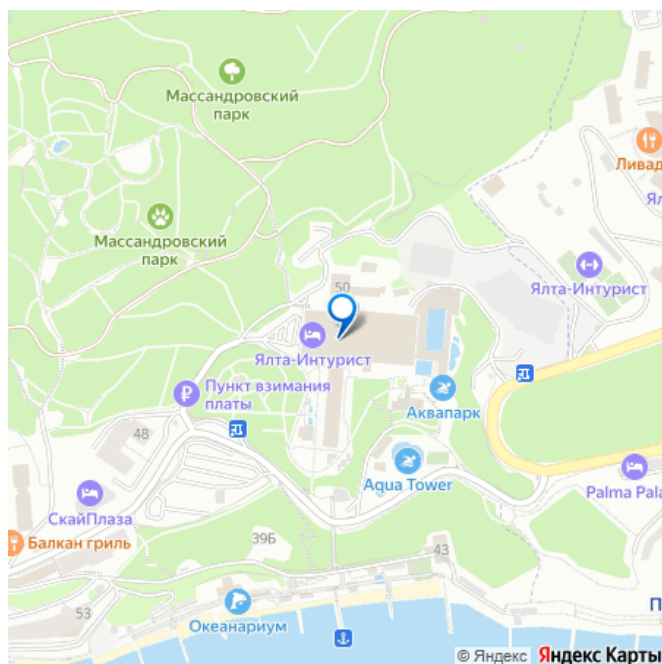 Массандровский
парк
Ливад
Ял
Массандровский
парк
Ялта-Интурист
50
Ялта-Интурист
Пункт взимания
платы
Аквапарк
48
Aqua Tower
Palma Pala
СкайПлаза
Балкан гриль
39Б
43
53
Океанариум
П
© Яндекс Яндекс Карты